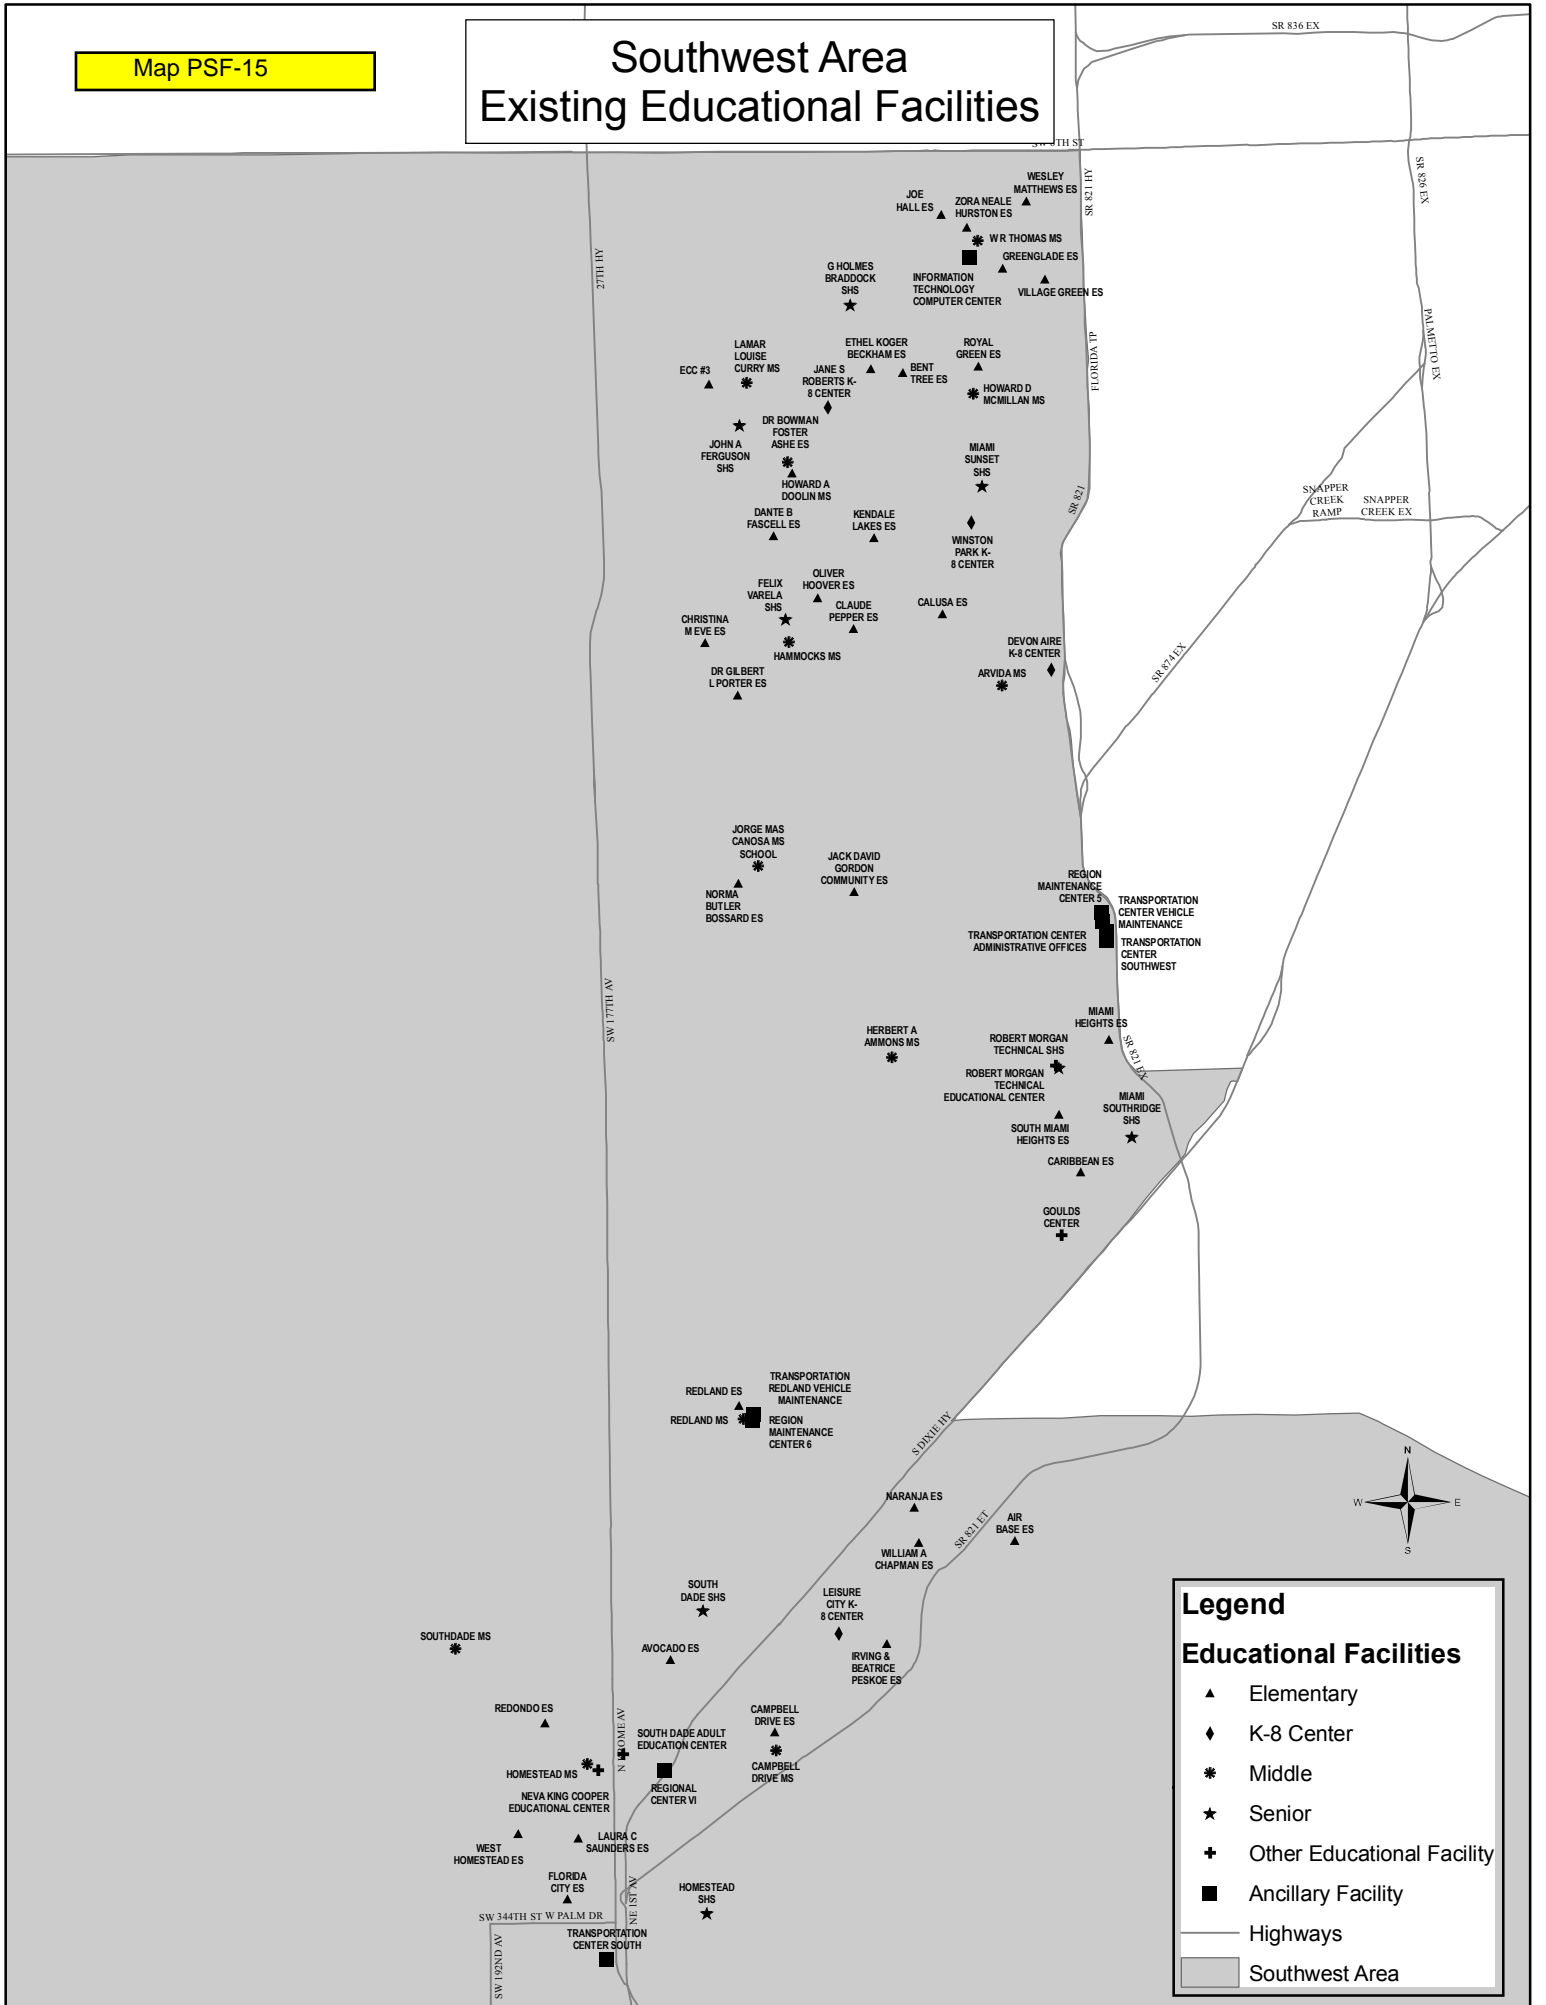 Map PSF-15
Southwest Area
Existing Educational Facilities
SR 836 EX
SR 826 EX
SR 821 HY
WESLEY
MATTHEWS ES
JOE
HALL ES
ZORA NEALE
HURSTON ES
W R THOMAS MS
GREENGLADE ES
VILLAGE GREEN ES
INFORMATION
TECHNOLOGY
COMPUTER CENTER
G HOLMES
BRADDOCK
SHS
27TH HY
PALMETTO EX
FLORIDA TP
LAMAR
LOUISE
CURRY MS
ECC #3
ETHEL KOGER
BECKHAM ES
JANE S
ROBERTS K-
8 CENTER
BENT
TREE ES
ROYAL
GREEN ES
HOWARD D
MCMILLAN MS
DR BOWMAN
FOSTER
ASHE ES
JOHN A
FERGUSON
SHS
HOWARD A
DOOLIN MS
MIAMI
SUNSET
SHS
SR 821
SNAPPER
CREEK
RAMP
SNAPPER
CREEK EX
DANTE B
FASCELL ES
KENDALE
LAKES ES
WINSTON
PARK K-
8 CENTER
OLIVER
HOOVER ES
FELIX
VARELA
SHS
CLAUDE
PEPPER ES
CALUSA ES
CHRISTINA
M EVE ES
HAMMOCKS MS
DEVON AIRE
K-8 CENTER
ARVIDA MS
SR 874 EX
DR GILBERT
L PORTER ES
JORGE MAS
CANOSA MS
SCHOOL
NORMA
BUTLER
BOSSARD ES
JACK DAVID
GORDON
COMMUNITY ES
REGION
MAINTENANCE
CENTER 5
TRANSPORTATION
CENTER VEHICLE
MAINTENANCE
TRANSPORTATION CENTER
ADMINISTRATIVE OFFICES
TRANSPORTATION
CENTER
SOUTHWEST
SW 177TH AV
HERBERT A
AMMONS MS
MIAMI
HEIGHTS ES
SR 821 EX
ROBERT MORGAN
TECHNICAL SHS
ROBERT MORGAN
TECHNICAL
EDUCATIONAL CENTER
MIAMI
SOUTHRIDGE
SHS
SOUTH MIAMI
HEIGHTS ES
CARIBBEAN ES
GOULDS
CENTER
TRANSPORTATION
REDLAND VEHICLE
MAINTENANCE
REDLAND ES
REDLAND MS
REGION
MAINTENANCE
CENTER 6
S DIXIE HY
NARANJA ES
SR 821 ET
AIR
BASE ES
WILLIAM A
CHAPMAN ES
N
W
E
S
SOUTH
DADE SHS
LEISURE
CITY K-
8 CENTER
SOUTHDADE MS
AVOCADO ES
IRVING &
BEATRICE
PESKOE ES
REDONDO ES
CAMPBELL
DRIVE ES
SOUTH DADE ADULT
EDUCATION CENTER
HOMESTEAD MS
CAMPBELL
DRIVE MS
REGIONAL
CENTER VI
NEVA KING COOPER
EDUCATIONAL CENTER
WEST
HOMESTEAD ES
LAURA C
SAUNDERS ES
FLORIDA
CITY ES
NE 1ST AV
HOMESTEAD
SHS
SW 344TH ST W PALM DR
TRANSPORTATION
CENTER SOUTH
SW 192ND AV
Legend
Educational Facilities
Elementary
K-8 Center
Middle
Senior
Other Educational Facility
Ancillary Facility
Highways
Southwest Area